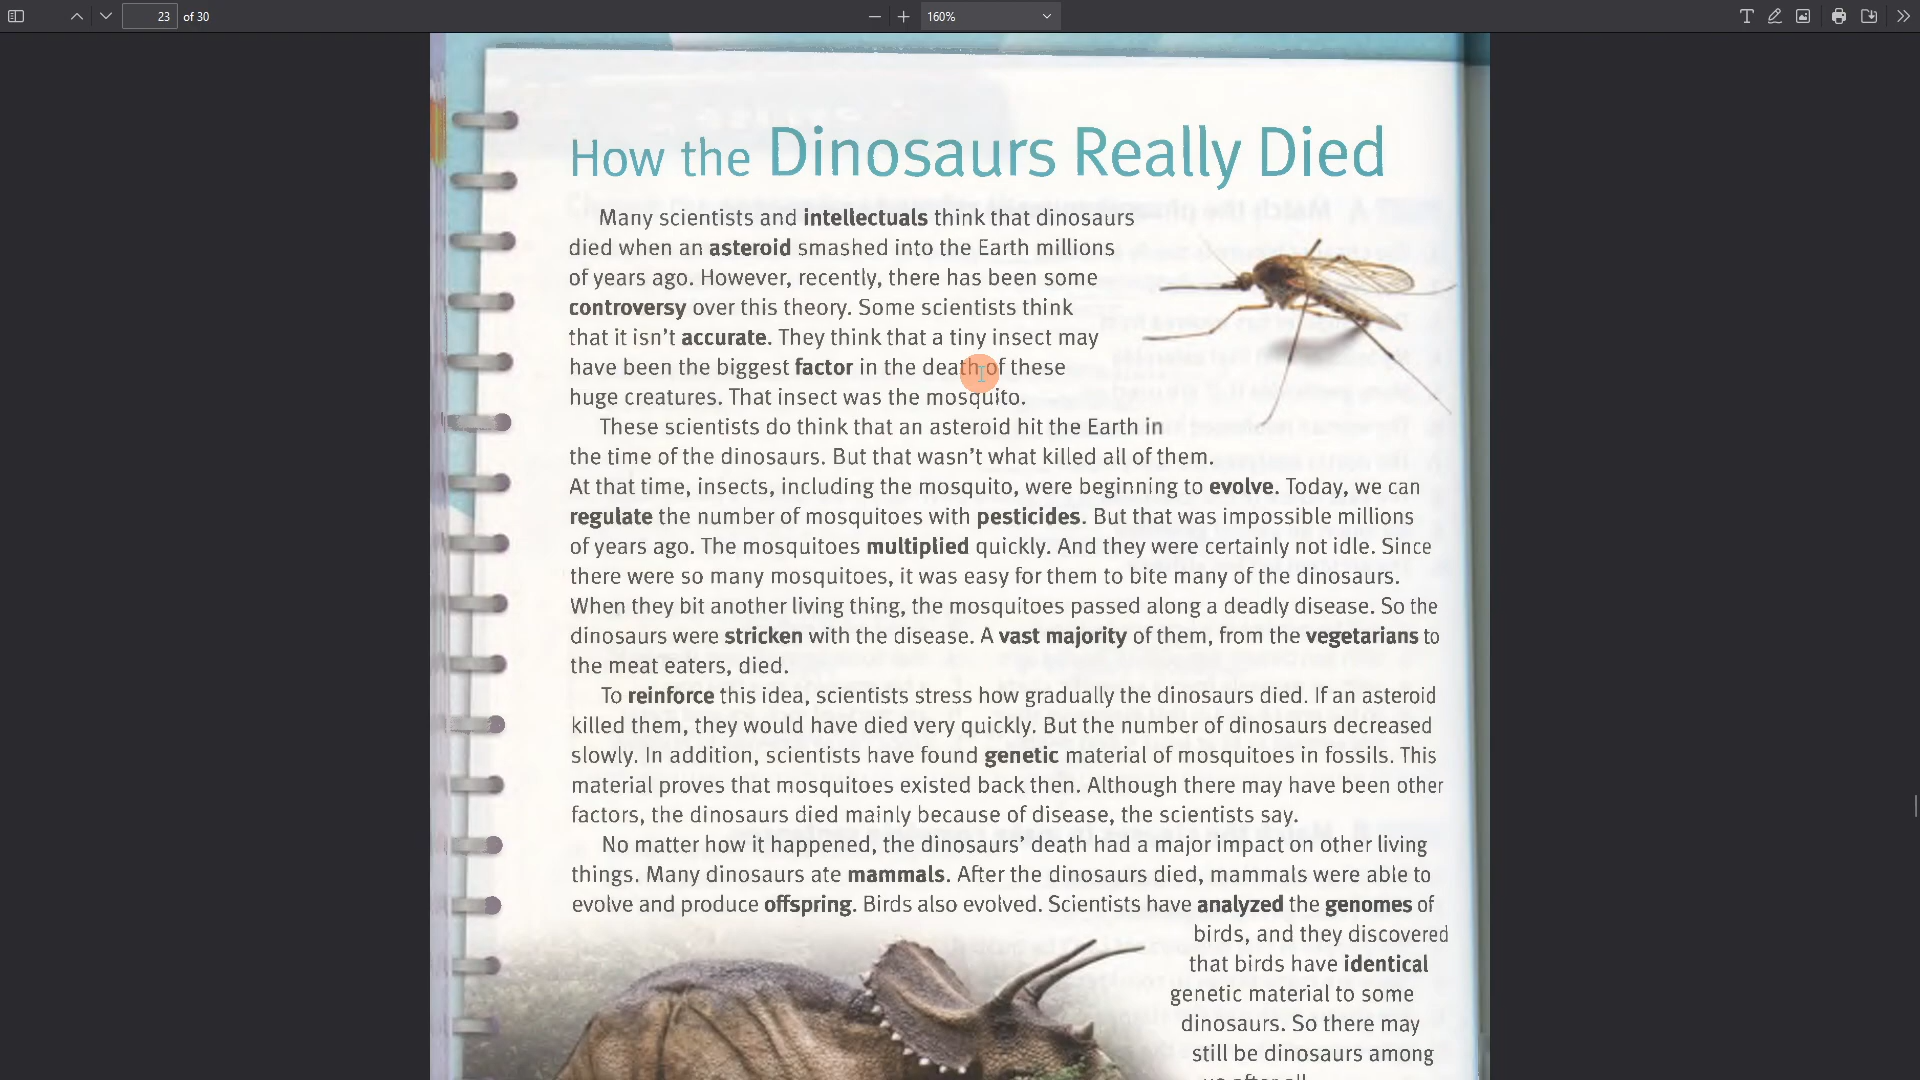 23 of 30
160%
How the Dinosaurs Really Died
Many scientists and intellectuals think that dinosaurs
died when an asteroid smashed into the Earth millions
of years ago. However, recently, there has been some
controversy over this theory. Some scientists think
that it isn't accurate. They think that a tiny insect may
have been the biggest factor in the death of these
huge creatures. That insect was the mosquito.
These scientists do think that an asteroid hit the Earth in
the time of the dinosaurs. But that wasn't what killed all of them.
At that time, insects, including the mosquito, were beginning to evolve. Today, we can
regulate the number of mosquitoes with pesticides. But that was impossible millions
of years ago. The mosquitoes multiplied quickly. And they were certainly not idle. Since
there were so many mosquitoes, it was easy for them to bite many of the dinosaurs.
When they bit another living thing, the mosquitoes passed along a deadly disease. So the
dinosaurs were stricken with the disease. A vast majority of them, from the vegetarians to
the meat eaters, died.
To reinforce this idea, scientists stress how gradually the dinosaurs died. If an asteroid
killed them, they would have died very quickly. But the number of dinosaurs decreased
slowly. In addition, scientists have found genetic material of mosquitoes in fossils. This
material proves that mosquitoes existed back then. Although there may have been other
factors, the dinosaurs died mainly because of disease, the scientists say.
No matter how it happened, the dinosaurs' death had a major impact on other living
things. Many dinosaurs ate mammals. After the dinosaurs died, mammals were able to
evolve and produce offspring. Birds also evolved. Scientists have analyzed the genomes of
birds, and they discovered
that birds have identical
genetic material to some
dinosaurs. So there may
still be dinosaurs among